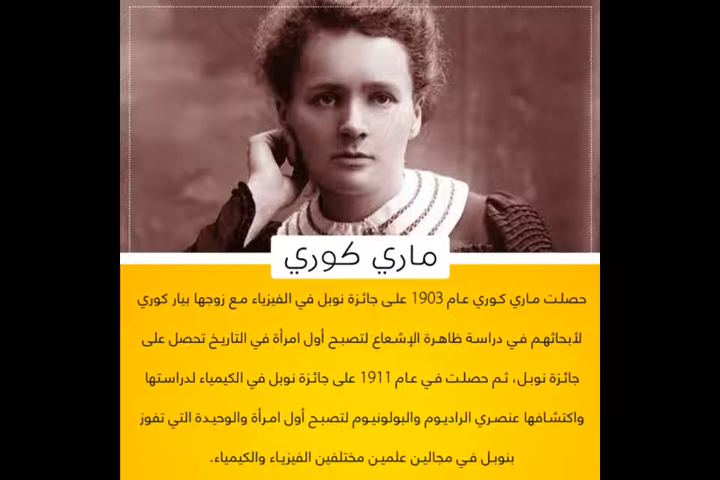 ماري كوري
حصلت ماري كوري عام 1903 على جائزة نوبل في الفيزياء مع زوجها بيار كوري
لأبحاثهم في دراسة ظاهرة الإشعاع لتصبح أول امرأة في التاريخ تحصل على
جائزة نوبل، ثم حصلت في عام 1911 على جائزة نوبل في الكيمياء لدراستها
واكتشافها عنصري الراديوم والبولونيوم لتصبح أول امرأة والوحيدة التي تفوز
بنوبل في مجالين علمين مختلفين الفيزياء والكيمياء.